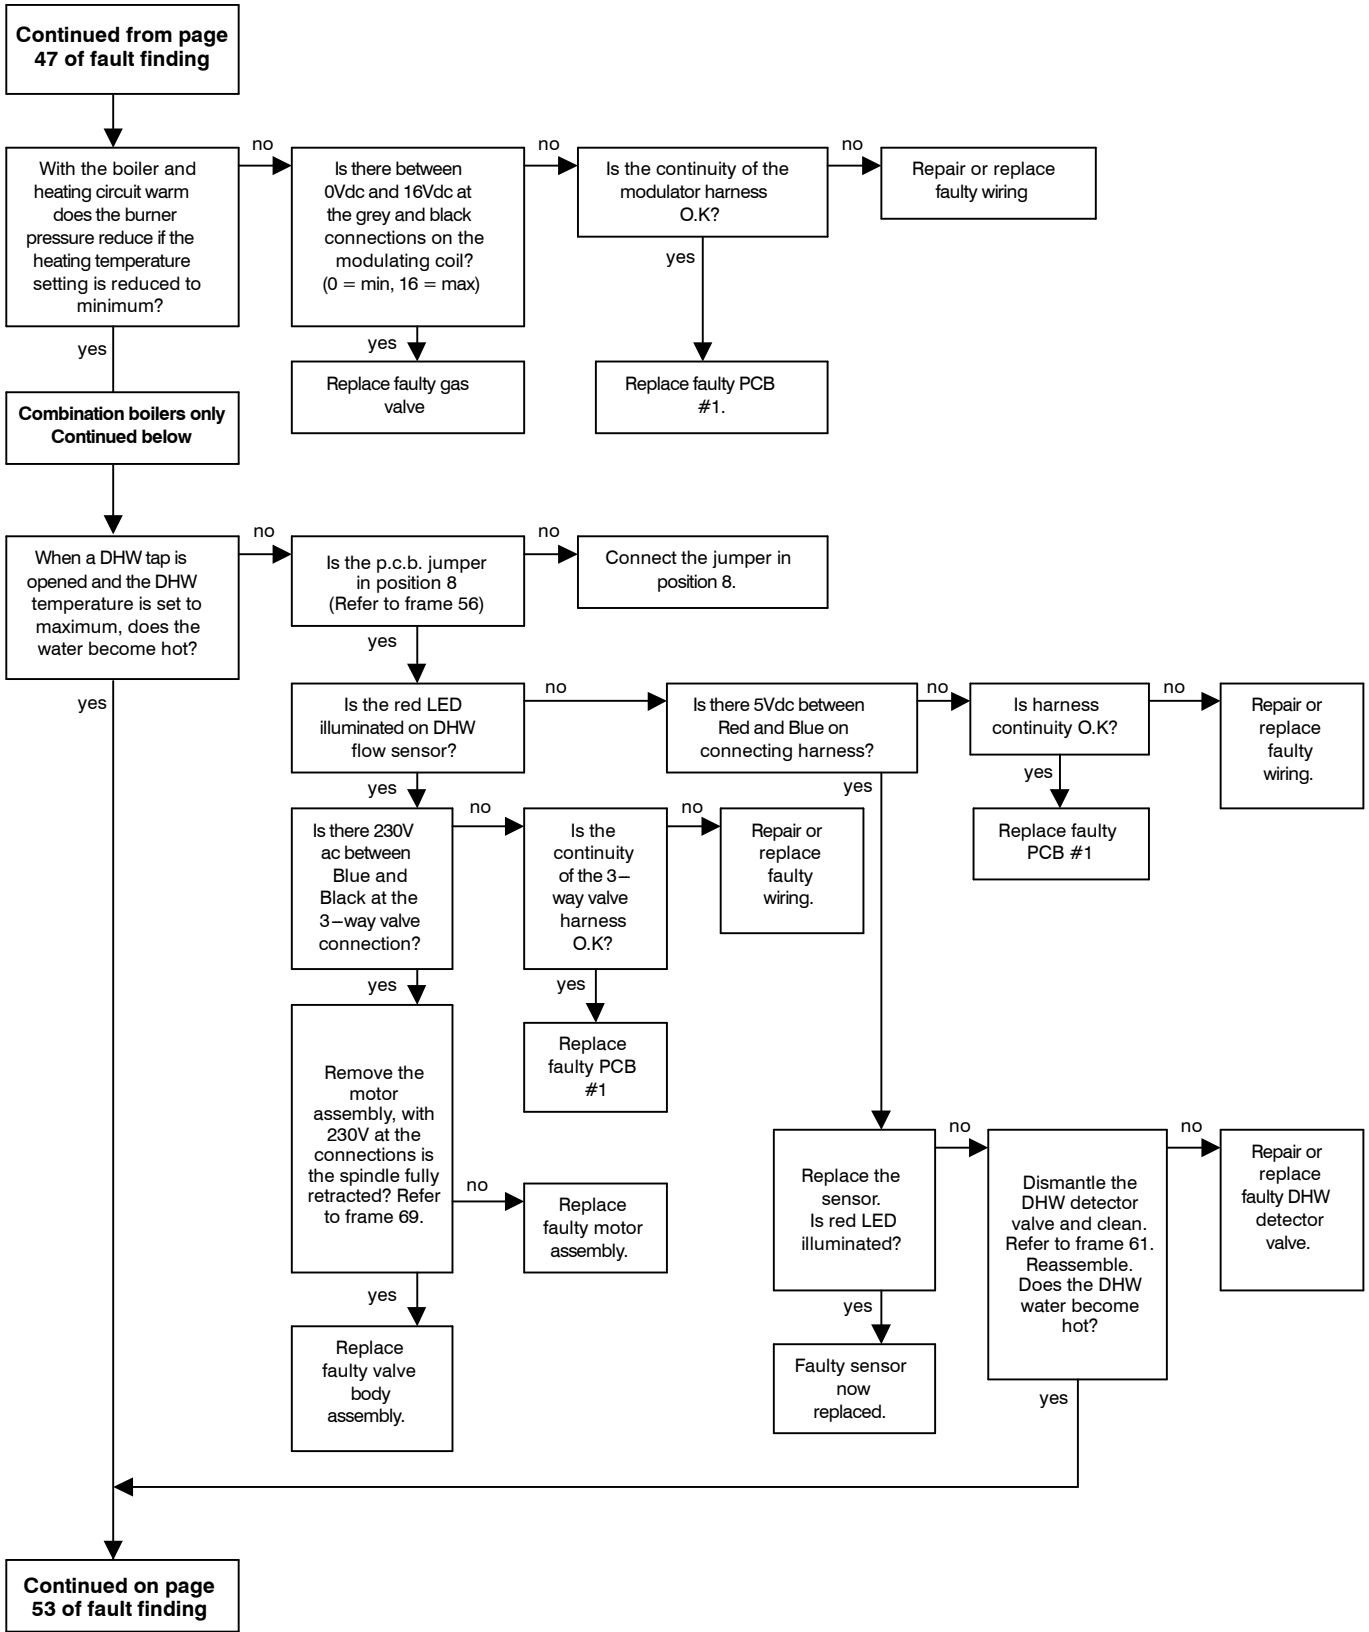 Continued from page
47 of fault finding
With the boiler and
heating circuit warm
does the burner
pressure reduce if the
heating temperature
setting is reduced to
minimum?
no
Is there between
0Vdc and 16Vdc at
the grey and black
connections on the
modulating coil?
(0 = min, 16 = max)
no
Is the continuity of the
modulator harness
O.K?
no
Repair or replace
faulty wiring
yes
yes
yes
Replace faulty gas
valve
Replace faulty PCB
#1.
Combination boilers only
Continued below
When a DHW tap is
opened and the DHW
temperature is set to
maximum, does the
water become hot?
no
Is the p.c.b. jumper
in position 8
(Refer to frame 56)
no
Connect the jumper in
position 8.
yes
yes
Is the red LED
illuminated on DHW
flow sensor?
no
Is there 5Vdc between
Red and Blue on
connecting harness?
no
Is harness
continuity O.K?
no
Repair or
replace
faulty
wiring.
yes
yes
yes
Replace faulty
PCB #1
Is there 230V
ac between
Blue and
Black at the
3–way valve
connection?
no
Is the
continuity
of the 3–
way valve
harness
O.K?
no
Repair or
replace
faulty
wiring.
yes
yes
Replace
faulty PCB
#1
Remove the
motor
assembly, with
230V at the
connections is
the spindle fully
retracted? Refer
to frame 69.
no
Replace
faulty motor
assembly.
yes
Replace
faulty valve
body
assembly.
Replace the
sensor.
Is red LED
illuminated?
no
Dismantle the
DHW detector
valve and clean.
Refer to frame 61.
Reassemble.
Does the DHW
water become
hot?
no
Repair or
replace
faulty DHW
detector
valve.
yes
Faulty sensor
now
replaced.
yes
Continued on page
53 of fault finding